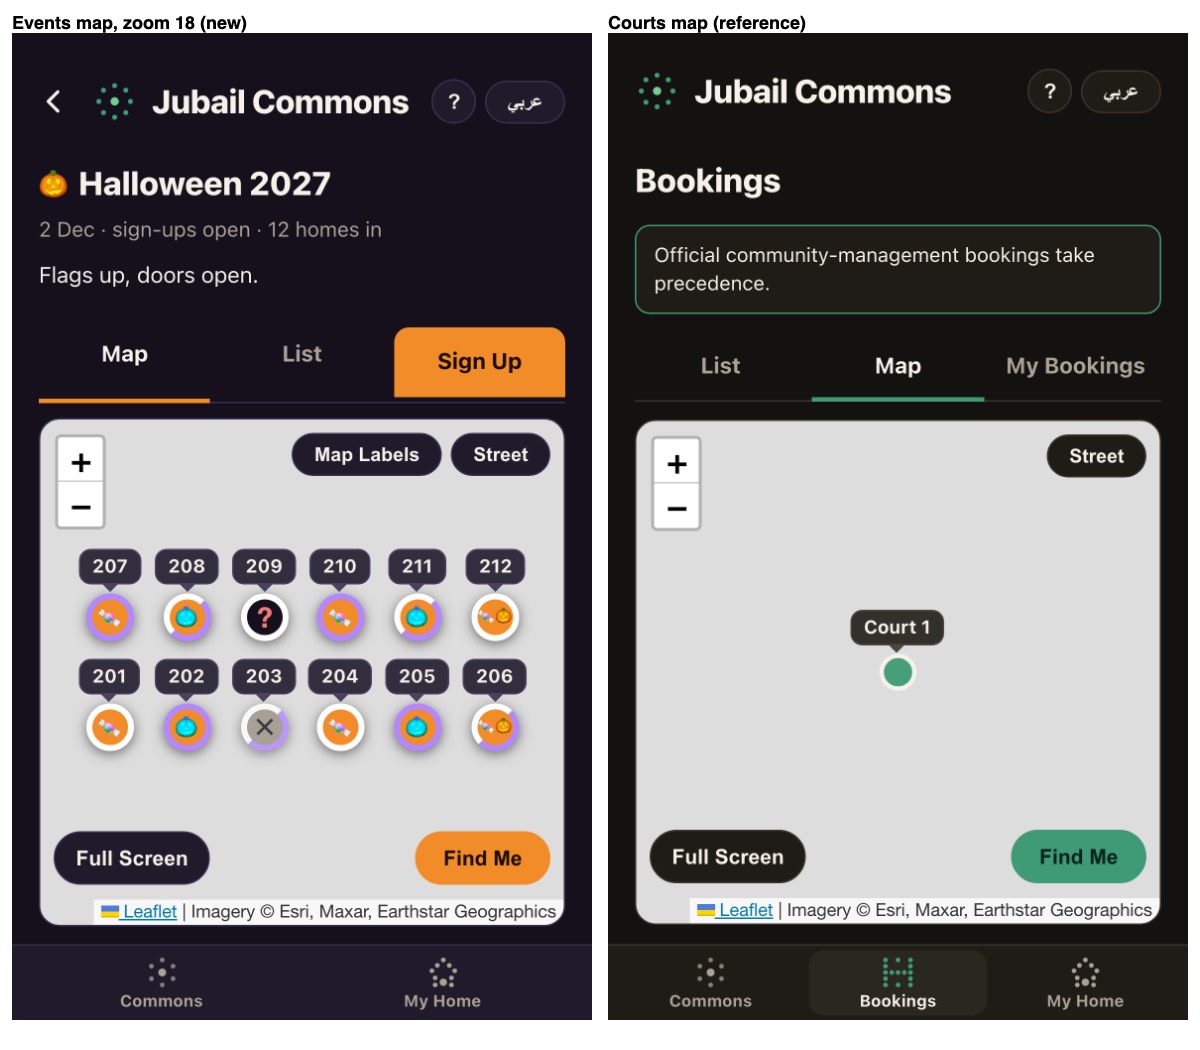 Events map, zoom 18 (new)
Jubail Commons
?
عربي
Halloween 2027
2 Dec · sign-ups open · 12 homes in
Flags up, doors open.
Map
List
Sign Up
+
−
Map Labels
Street
207
208
209
210
211
212
?
201
202
203
204
205
206
Full Screen
Find Me
Leaflet | Imagery © Esri, Maxar, Earthstar Geographics
Commons
My Home
Courts map (reference)
Jubail Commons
?
عربي
Bookings
Official community-management bookings take
precedence.
List
Map
My Bookings
+
−
Street
Court 1
Full Screen
Find Me
Leaflet | Imagery © Esri, Maxar, Earthstar Geographics
Commons
Bookings
My Home